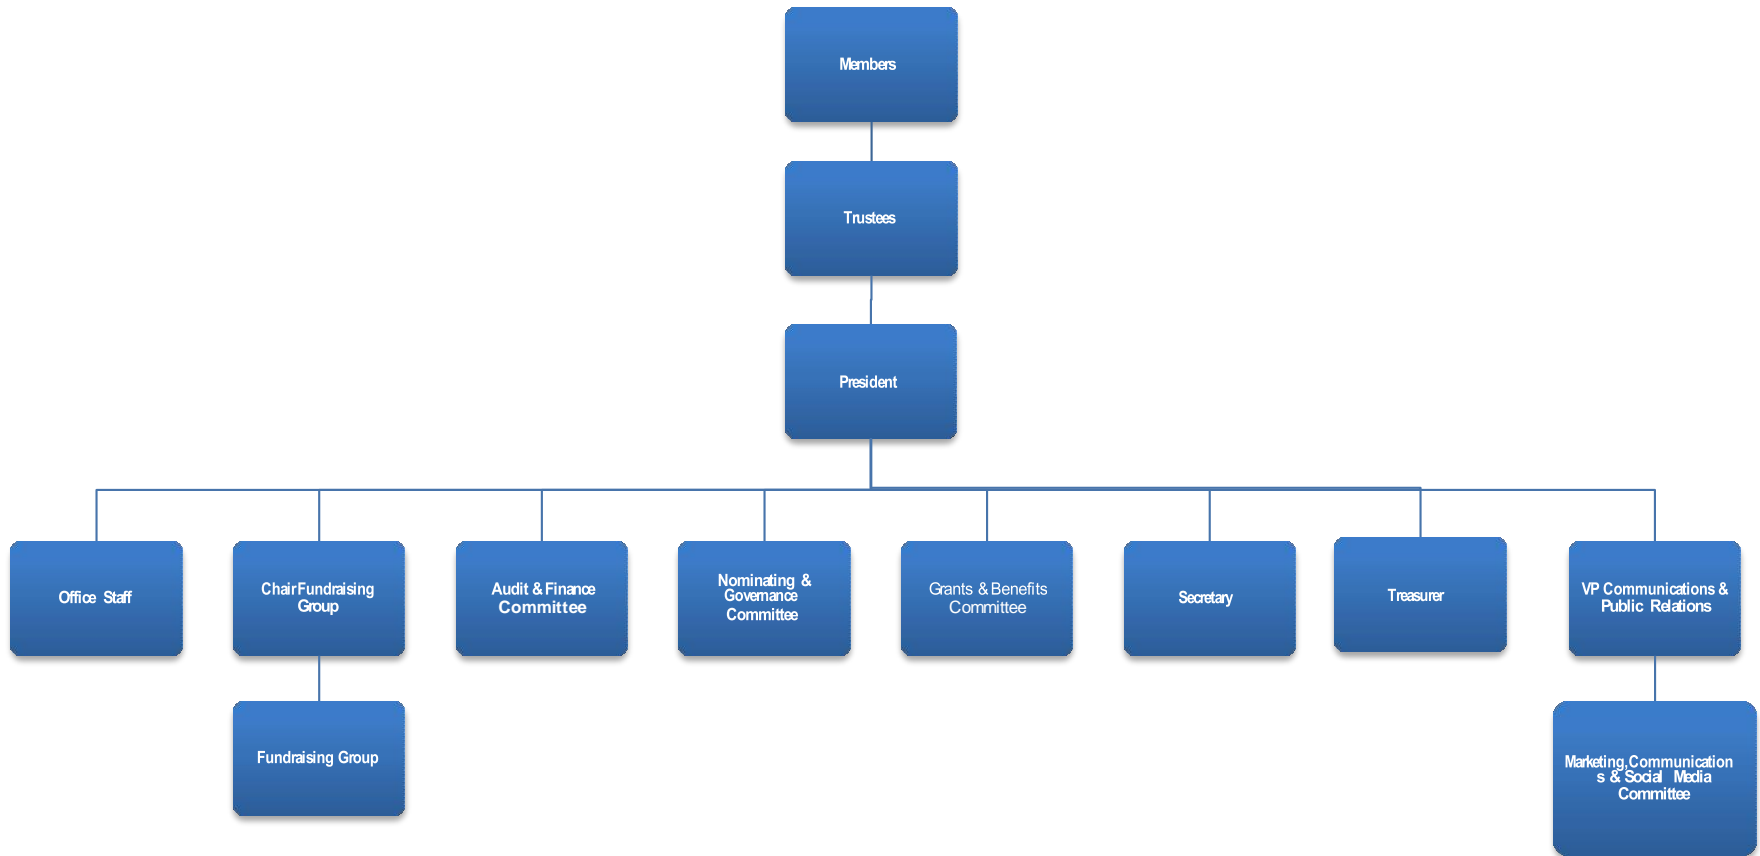 Members
Trustees
President
Office Staff
Chair Fundraising
Group
Audit & Finance
Committee
Nominating &
Governance
Committee
Grants & Benefits
Committee
Secretary
Treasurer
VP Communications &
Public Relations
Fundraising Group
Marketing,Communication
s & Social Media
Committee